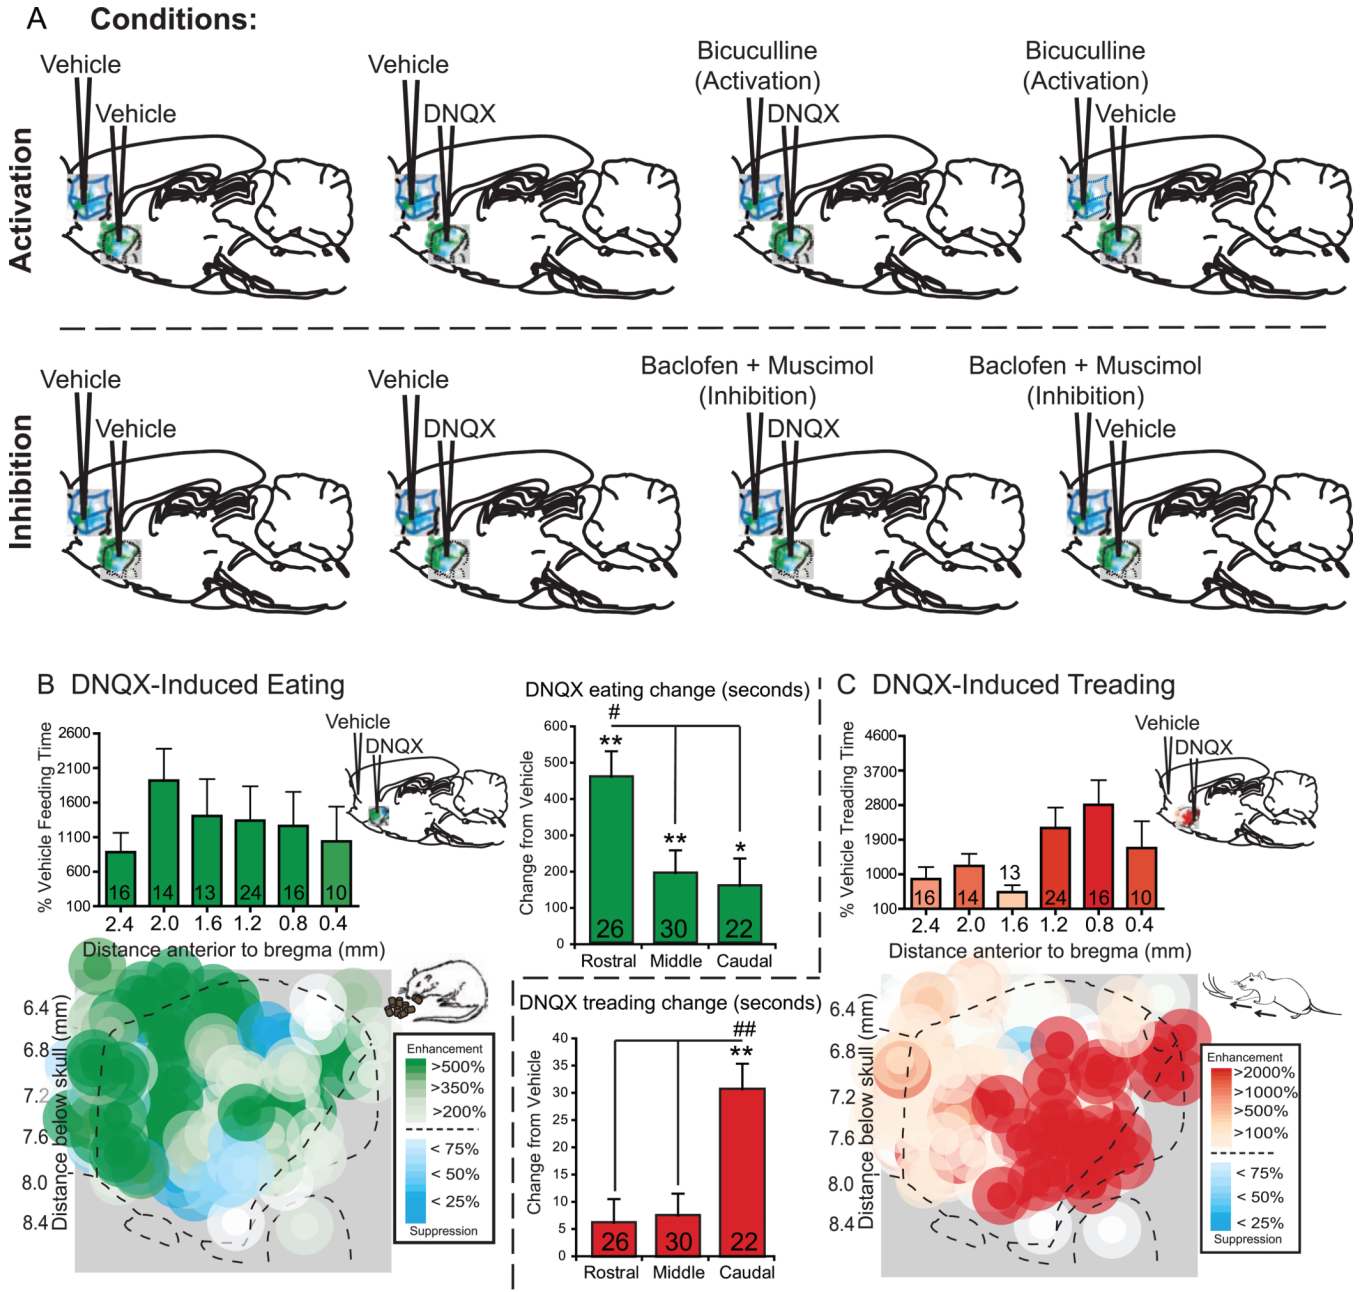 A Conditions:
Vehicle
Vehicle
Vehicle
DNQX
Bicuculline
(Activation)
DNQX
Bicuculline
(Activation)
Vehicle
Activation
Vehicle
Vehicle
Vehicle
DNQX
Baclofen + Muscimol
(Inhibition)
DNQX
Baclofen + Muscimol
(Inhibition)
Vehicle
Inhibition
B DNQX-Induced Eating
% Vehicle Feeding Time
2600
2100
1600
1100
600
100
16 14 13 24 16 10
2.4 2.0 1.6 1.2 0.8 0.4
Distance anterior to bregma (mm)
Vehicle
DNQX
Distance below skull (mm)
6.4
6.8
7.2
7.6
8.0
8.4
Enhancement
>500%
>350%
>200%
< 75%
< 50%
< 25%
Suppression
DNQX eating change (seconds)
Change from Vehicle
600
500
400
300
200
100
0
#
** ** *
26 30 22
Rostral Middle Caudal
DNQX treading change (seconds)
Change from Vehicle
40
35
30
25
20
15
10
5
0
##
**
26 30 22
Rostral Middle Caudal
C DNQX-Induced Treading
% Vehicle Treading Time
4600
3700
2800
1900
1000
100
16 14 13 24 16 10
2.4 2.0 1.6 1.2 0.8 0.4
Distance anterior to bregma (mm)
Vehicle
DNQX
Distance below skull (mm)
6.4
6.8
7.2
7.6
8.0
8.4
Enhancement
>2000%
>1000%
>500%
>100%
< 75%
< 50%
< 25%
Suppression